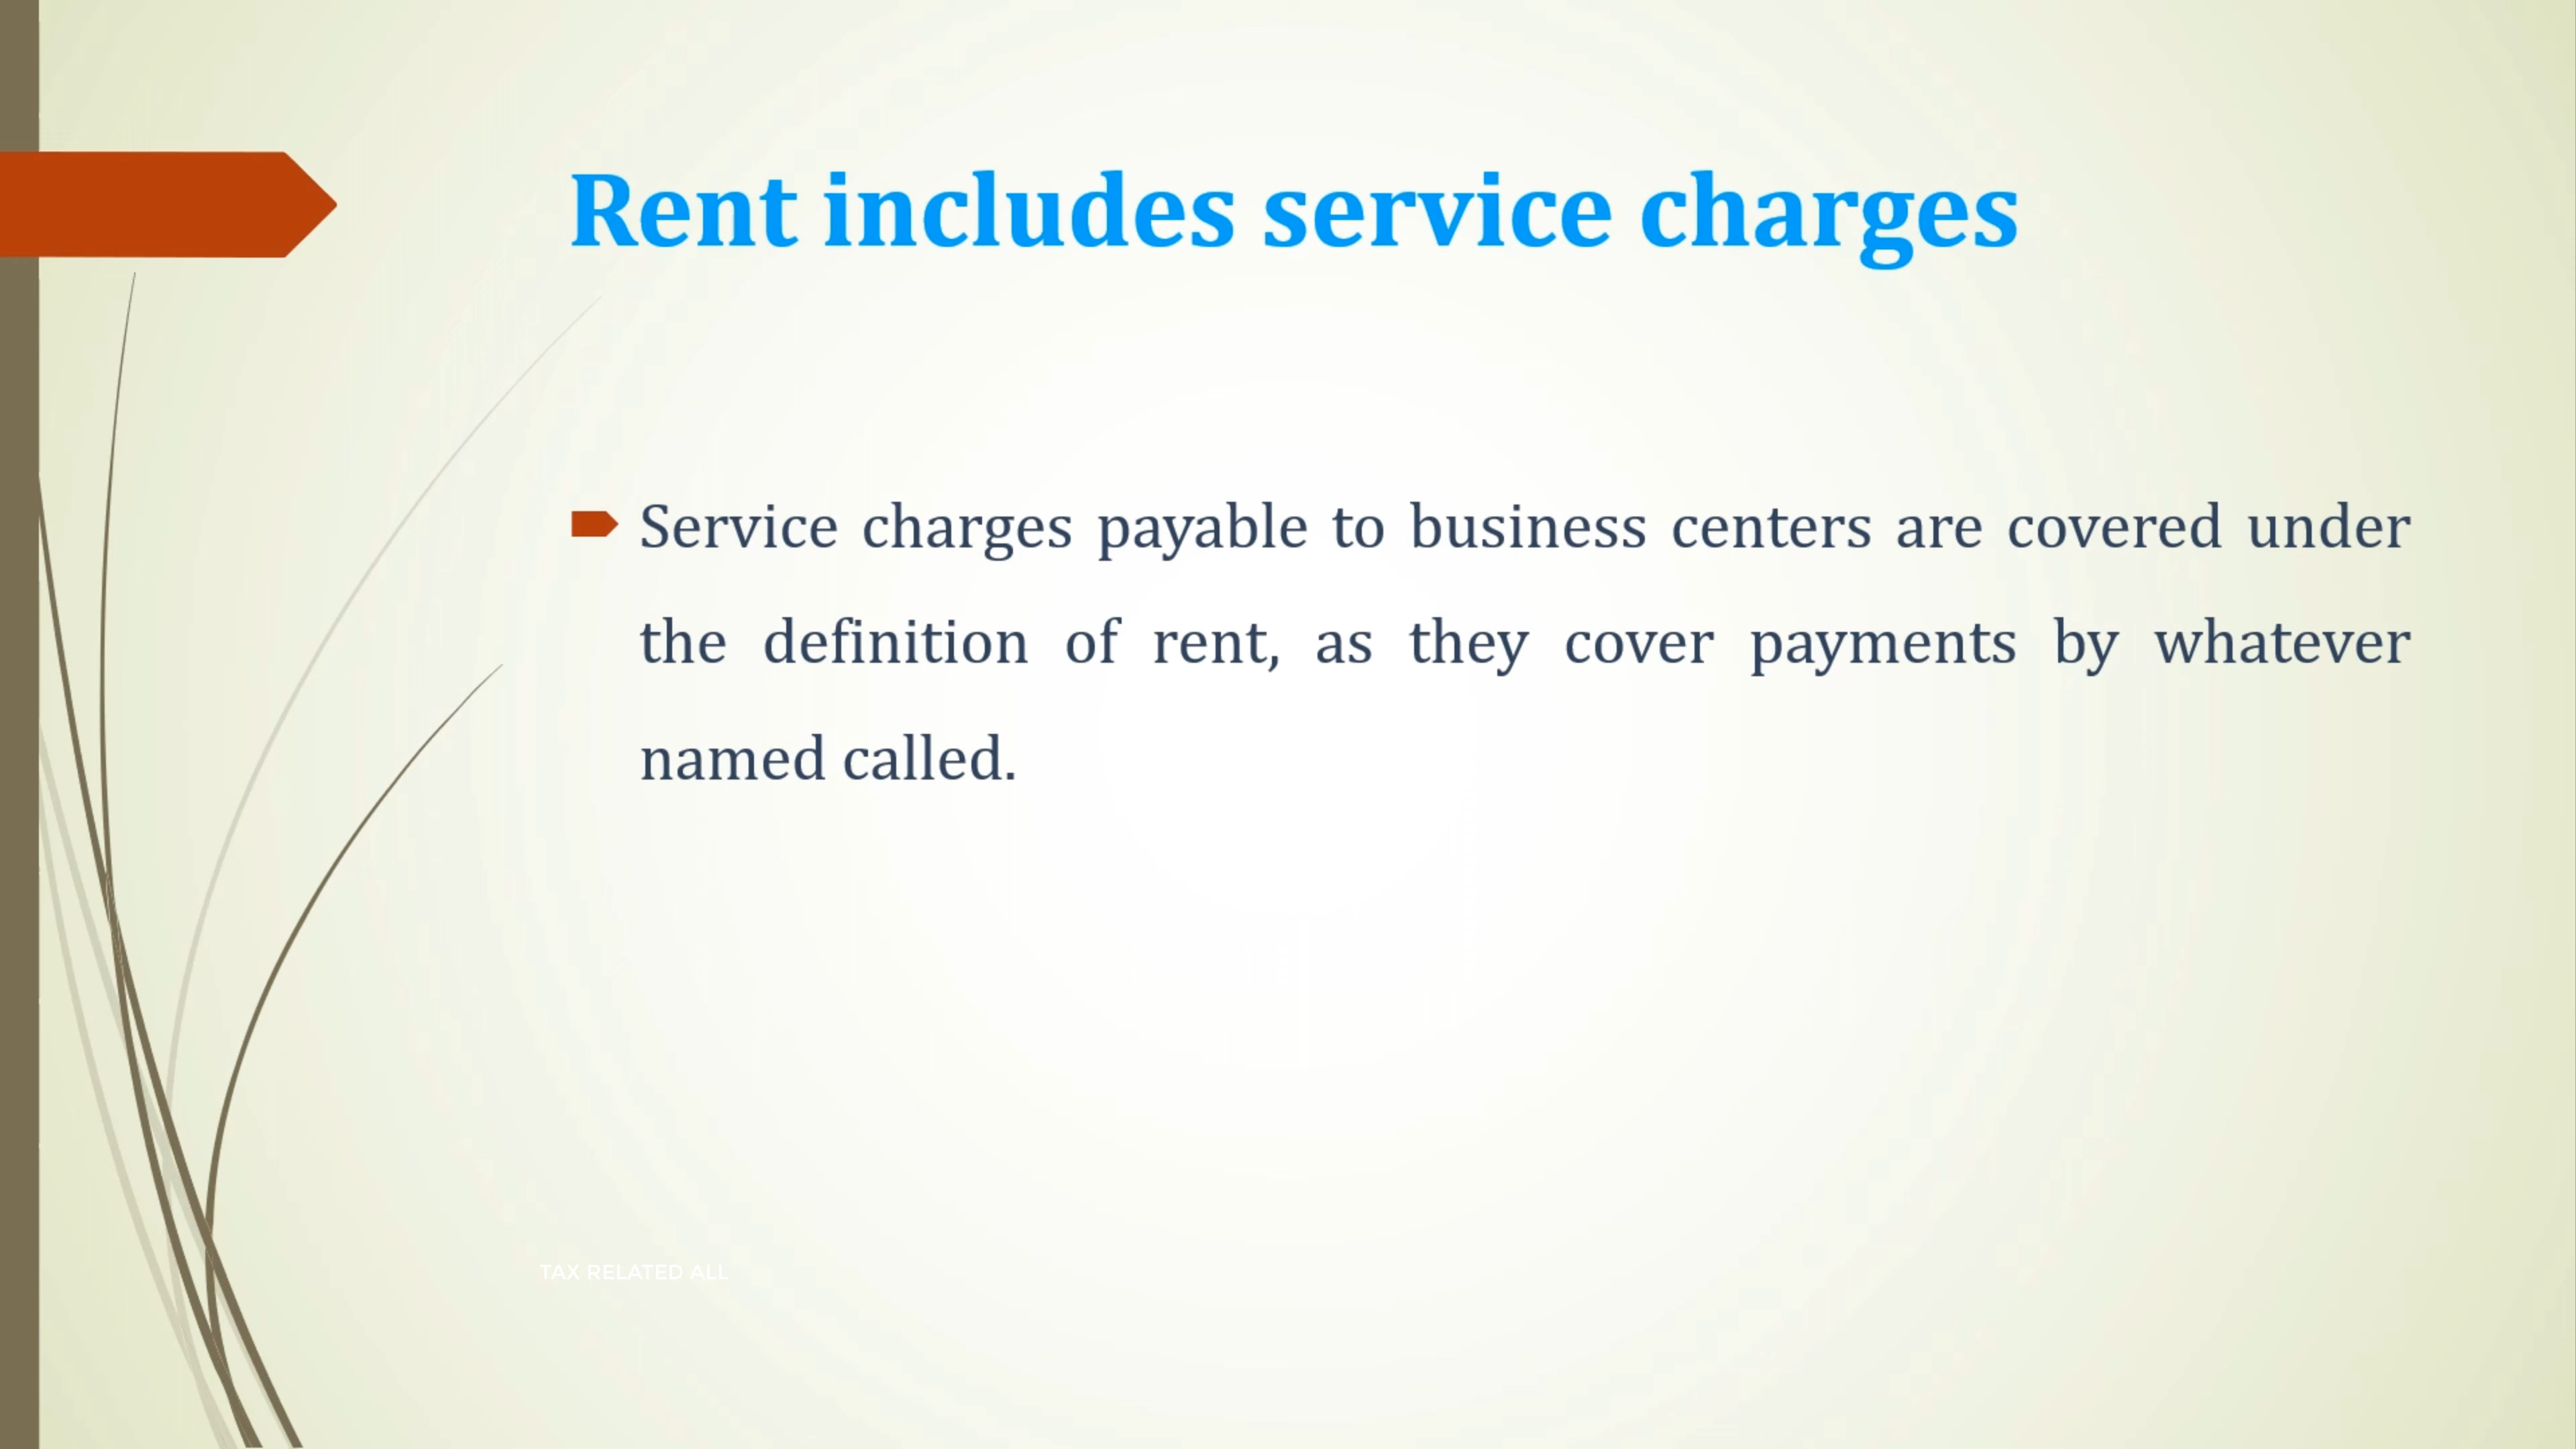 Rent includes service charges
Service charges payable to business centers are covered under
the definition of rent, as they cover payments by whatever
named called.
TAX RELATED ALL